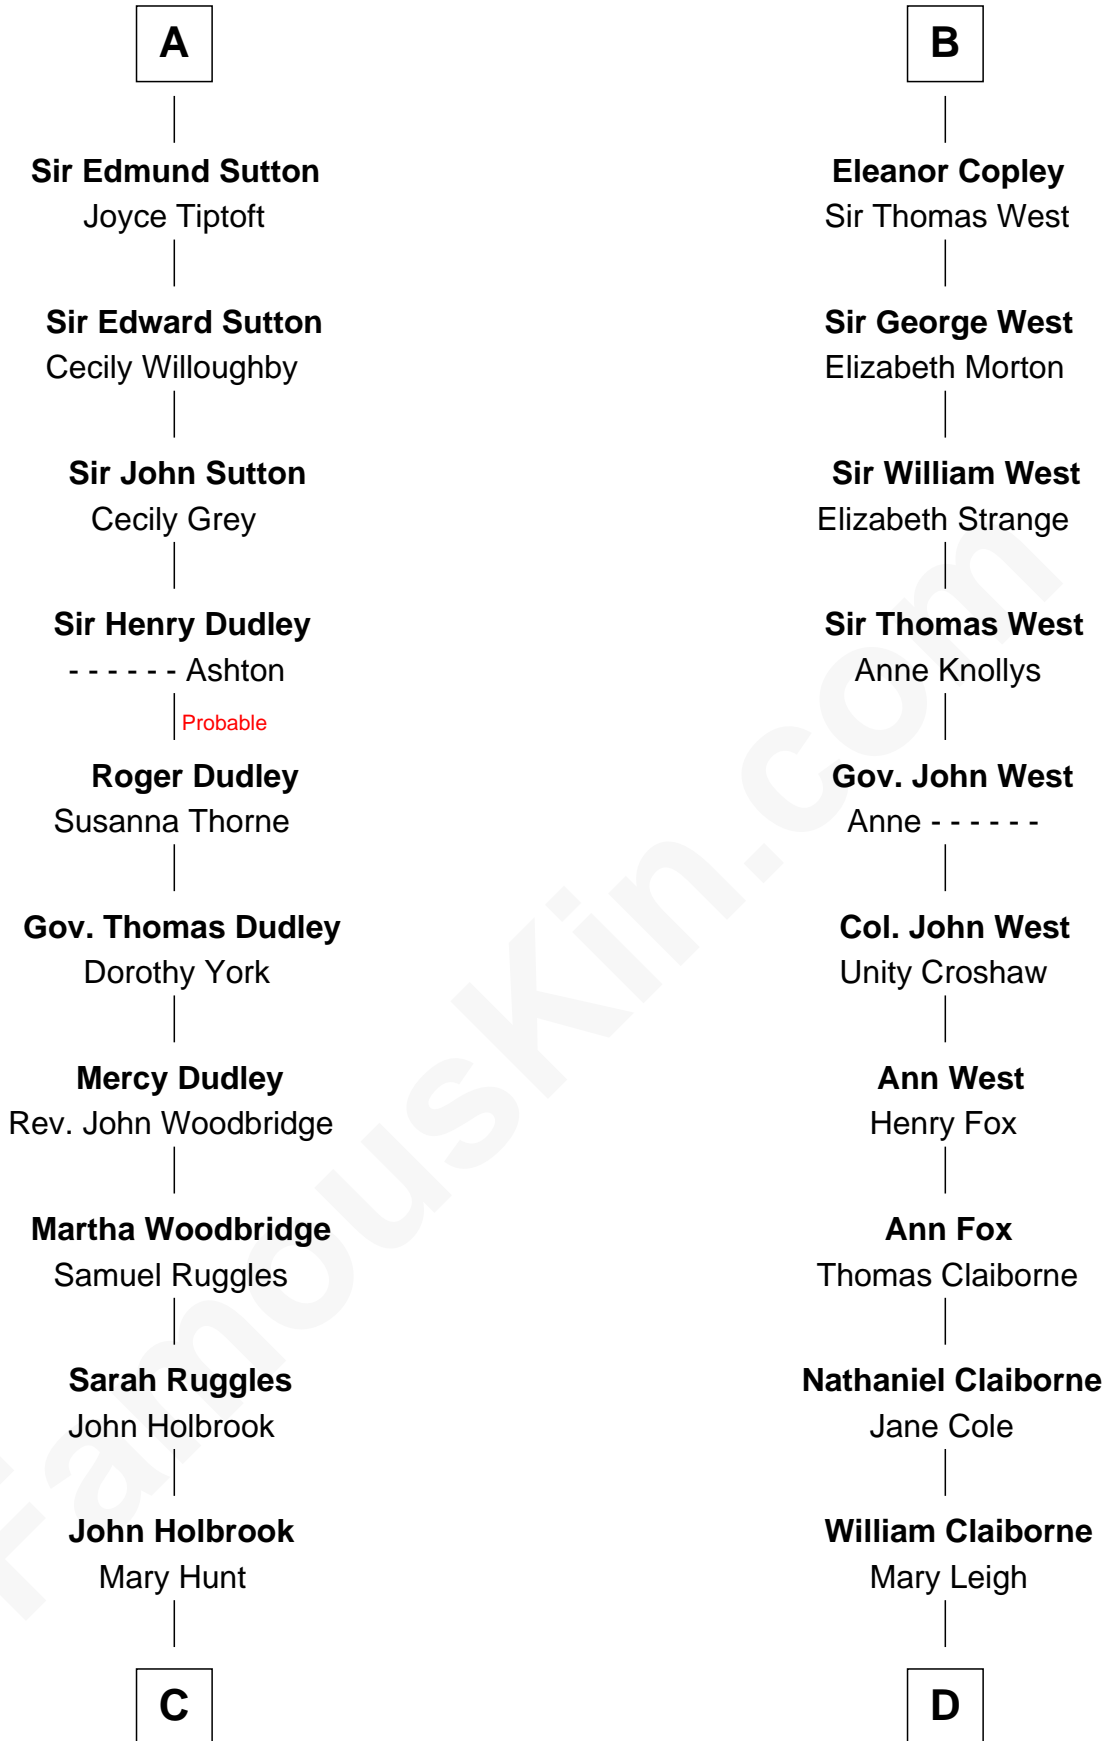 A
Sir Edmund Sutton
Joyce Tiptoft
Sir Edward Sutton
Cecily Willoughby
Sir John Sutton
Cecily Grey
Sir Henry Dudley
- - - - - - Ashton
Probable
Roger Dudley
Susanna Thorne
Gov. Thomas Dudley
Dorothy York
Mercy Dudley
Rev. John Woodbridge
Martha Woodbridge
Samuel Ruggles
Sarah Ruggles
John Holbrook
John Holbrook
Mary Hunt
C
B
Eleanor Copley
Sir Thomas West
Sir George West
Elizabeth Morton
Sir William West
Elizabeth Strange
Sir Thomas West
Anne Knollys
Gov. John West
Anne - - - - - -
Col. John West
Unity Croshaw
Ann West
Henry Fox
Ann Fox
Thomas Claiborne
Nathaniel Claiborne
Jane Cole
William Claiborne
Mary Leigh
D
FamousKin.com